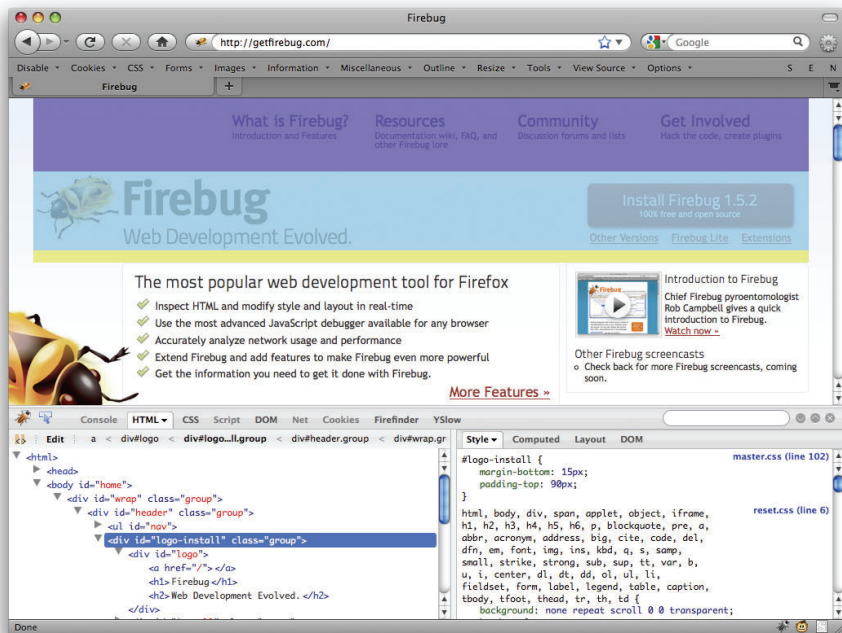 Firebug
http://getfirebug.com/
Google
Disable Cookies CSS Forms Images Information Miscellaneous Outline Resize Tools View Source Options S E N
Firebug +
What is Firebug?
Introduction and Features
Resources
Documentation wiki, FAQ, and
other Firebug lore
Community
Discussion forums and lists
Get Involved
Hack the code, create plugins
Firebug
Web Development Evolved.
Install Firebug 1.5.2
100% free and open source
Other Versions Firebug Lite Extensions
The most popular web development tool for Firefox
Inspect HTML and modify style and layout in real-time
Use the most advanced JavaScript debugger available for any browser
Accurately analyze network usage and performance
Extend Firebug and add features to make Firebug even more powerful
Get the information you need to get it done with Firebug.
More Features »
Introduction to Firebug
Chief Firebug pyroentomologist
Rob Campbell gives a quick
introduction to Firebug.
Watch now »
Other Firebug screencasts
Check back for more Firebug screencasts, coming
soon.
Console HTML CSS Script DOM Net Cookies Firefinder YSlow
Edit a < div#logo < div#logo...ll.group < div#header.group < div#wrap.gr
<html>
<head>
<body id="home">
<div id="wrap" class="group">
<div id="header" class="group">
<ul id="nav">
<div id="logo-install" class="group">
<div id="logo">
<a href="/"></a>
<h1>Firebug</h1>
<h2>Web Development Evolved.</h2>
</div>
Style Computed Layout DOM
#logo-install { master.css (line 102)
margin-bottom: 15px;
padding-top: 90px;
}
html, body, div, span, applet, object, iframe, reset.css (line 6)
h1, h2, h3, h4, h5, h6, p, blockquote, pre, a,
abbr, acronym, address, big, cite, code, del,
dfn, em, font, img, ins, kbd, q, s, samp,
small, strike, strong, sub, sup, tt, var, b,
u, i, center, dl, dt, dd, ol, ul, li,
fieldset, form, label, legend, table, caption,
tbody, tfoot, thead, tr, th, td {
background: none repeat scroll 0 0 transparent;
Done